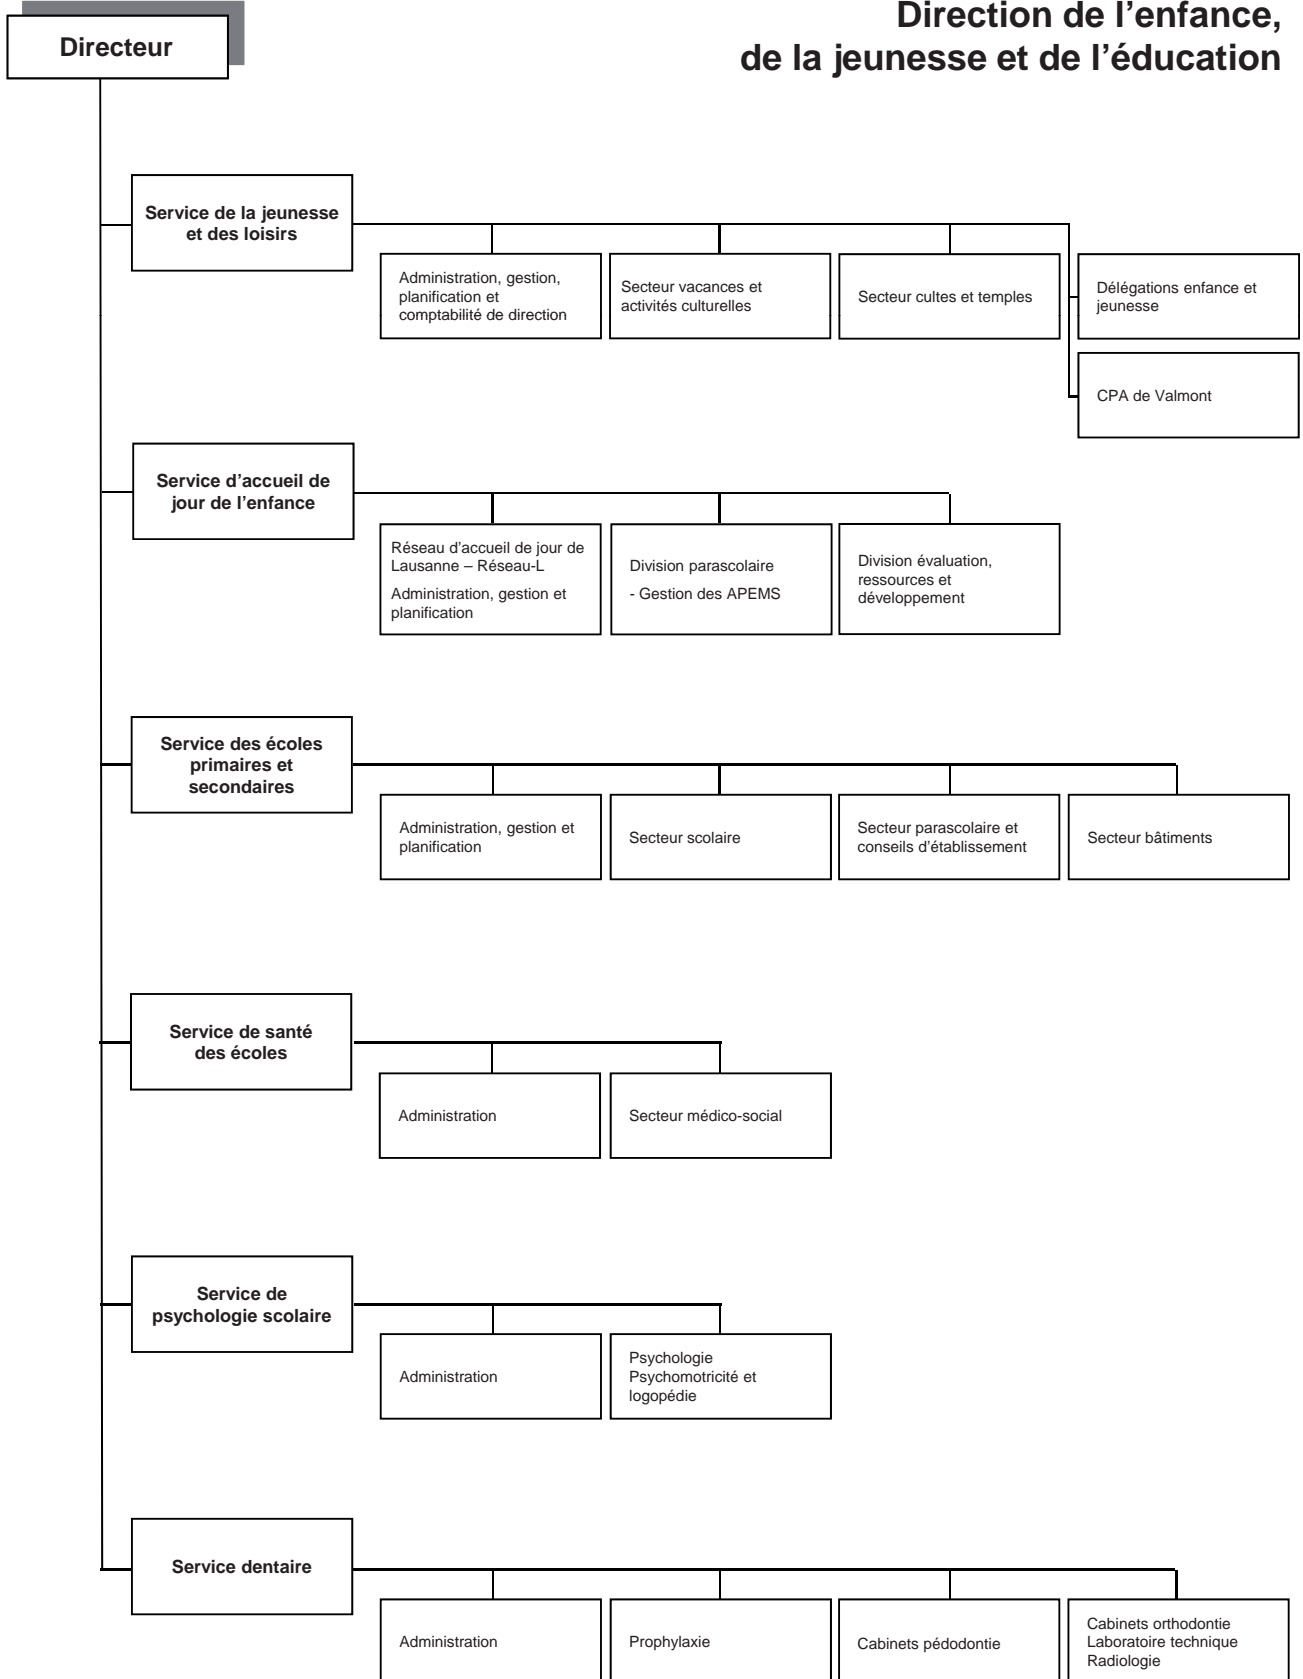 Directeur
Direction de l’enfance,
de la jeunesse et de l’éducation
Service de la jeunesse
et des loisirs
Administration, gestion,
planification et
comptabilité de direction
Secteur vacances et
activités culturelles
Secteur cultes et temples
Délégations enfance et
jeunesse
CPA de Valmont
Service d’accueil de
jour de l’enfance
Réseau d’accueil de jour de
Lausanne – Réseau-L
Administration, gestion et
planification
Division parascolaire
- Gestion des APEMS
Division évaluation,
ressources et
développement
Service des écoles
primaires et
secondaires
Administration, gestion et
planification
Secteur scolaire
Secteur parascolaire et
conseils d’établissement
Secteur bâtiments
Service de santé
des écoles
Administration
Secteur médico-social
Service de
psychologie scolaire
Administration
Psychologie
Psychomotricité et
logopédie
Service dentaire
Administration
Prophylaxie
Cabinets pédodontie
Cabinets orthodontie
Laboratoire technique
Radiologie